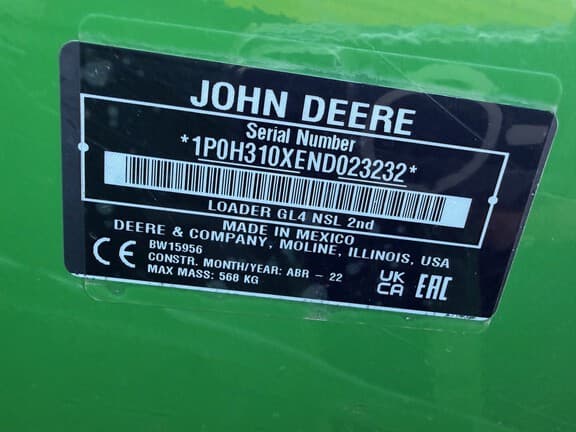 JOHN DEERE
Serial Number
*1P0H310XEND023232*
LOADER GL4 NSL 2nd
MADE IN MEXICO
DEERE & COMPANY, MOLINE, ILLINOIS, USA
BW15956
CONSTR. MONTH/YEAR: ABR - 22
MAX MASS: 568 KG
CE
UK
CA
EAC